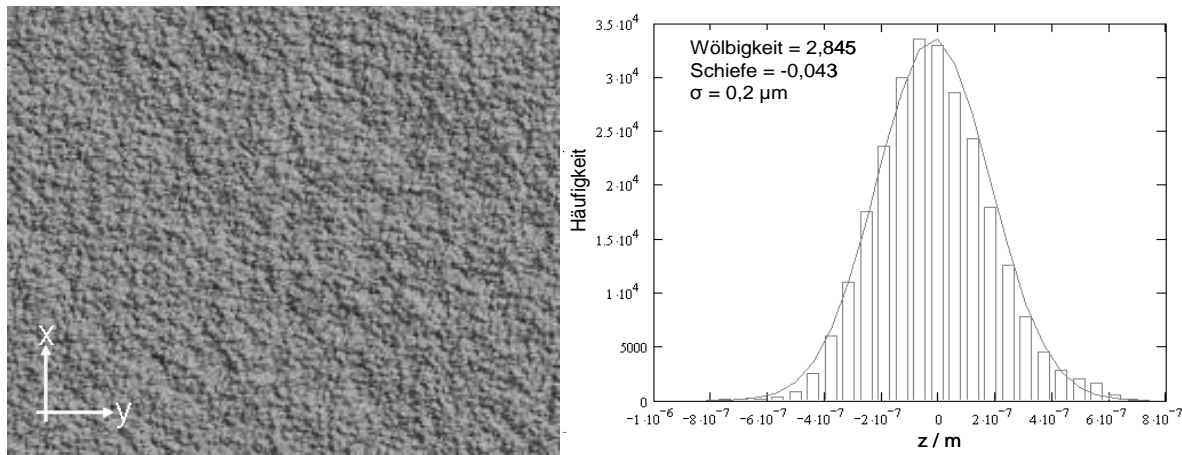 x
y
Wölbigkeit = 2,845
Schiefe = -0,043
σ = 0,2 µm
Häufigkeit
3.5·10⁴
3·10⁴
2.5·10⁴
2·10⁴
1.5·10⁴
1·10⁴
5000
0
−1·10⁻⁶ −8·10⁻⁷ −6·10⁻⁷ −4·10⁻⁷ −2·10⁻⁷ 0 2·10⁻⁷ 4·10⁻⁷ 6·10⁻⁷ 8·10⁻⁷
z / m